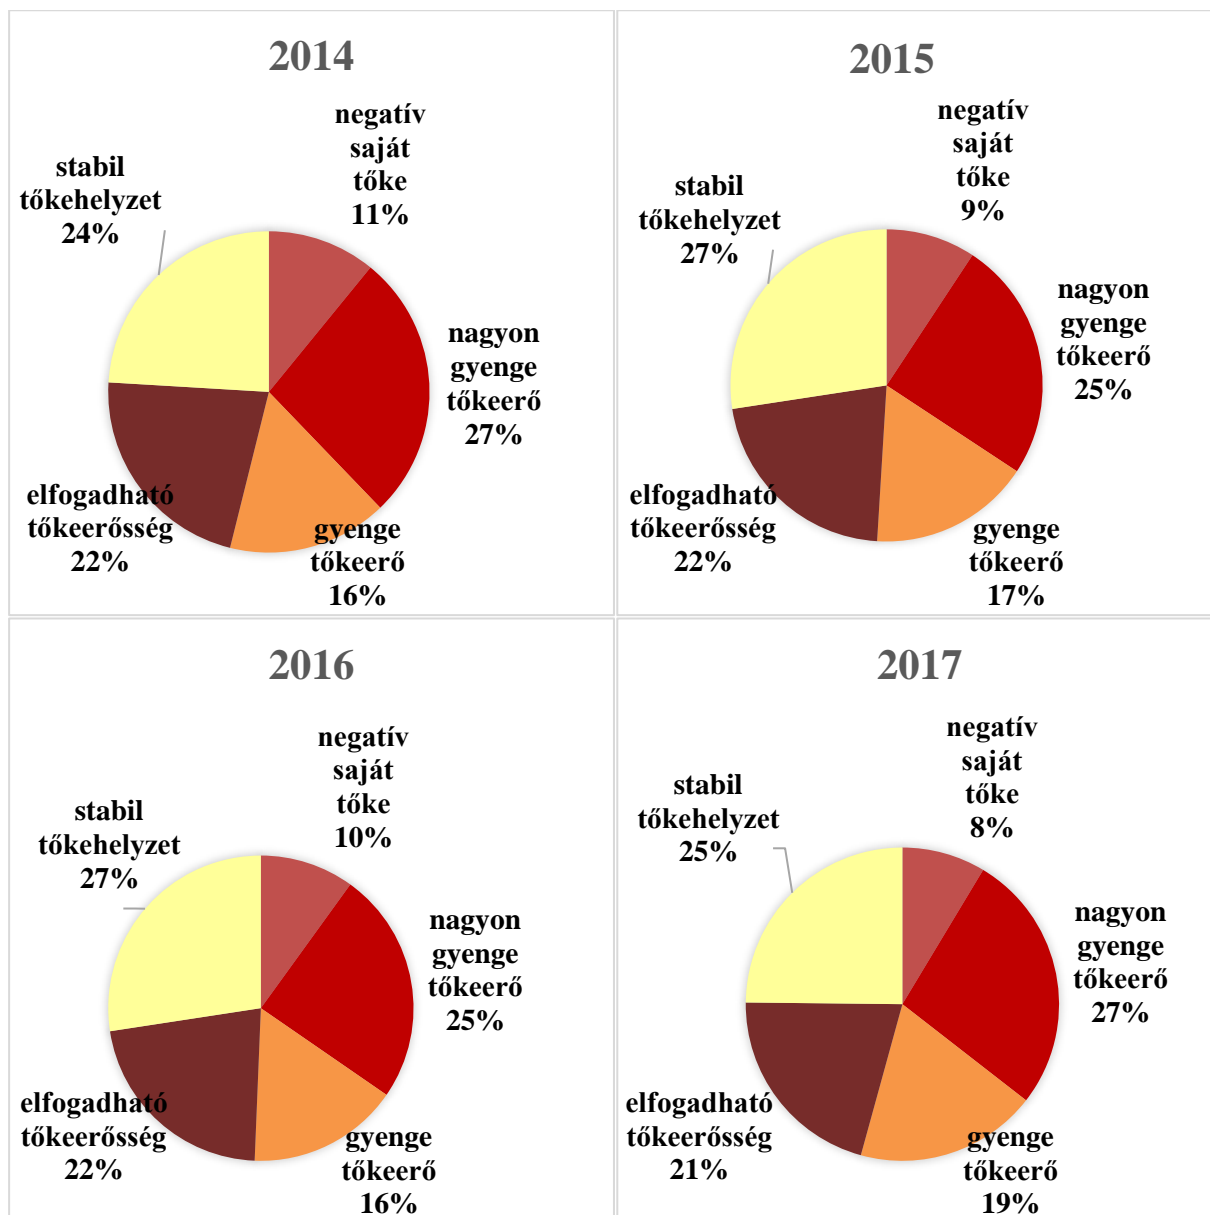 2014
negatív
saját
tőke
11%
stabil
tőkehelyzet
24%
nagyon
gyenge
tőkeerő
27%
elfogadható
tőkeerősség
22%
gyenge
tőkeerő
16%
2015
negatív
saját
tőke
9%
stabil
tőkehelyzet
27%
nagyon
gyenge
tőkeerő
25%
elfogadható
tőkeerősség
22%
gyenge
tőkeerő
17%
2016
negatív
saját
tőke
10%
stabil
tőkehelyzet
27%
nagyon
gyenge
tőkeerő
25%
elfogadható
tőkeerősség
22%
gyenge
tőkeerő
16%
2017
negatív
saját
tőke
8%
stabil
tőkehelyzet
25%
nagyon
gyenge
tőkeerő
27%
elfogadható
tőkeerősség
21%
gyenge
tőkeerő
19%